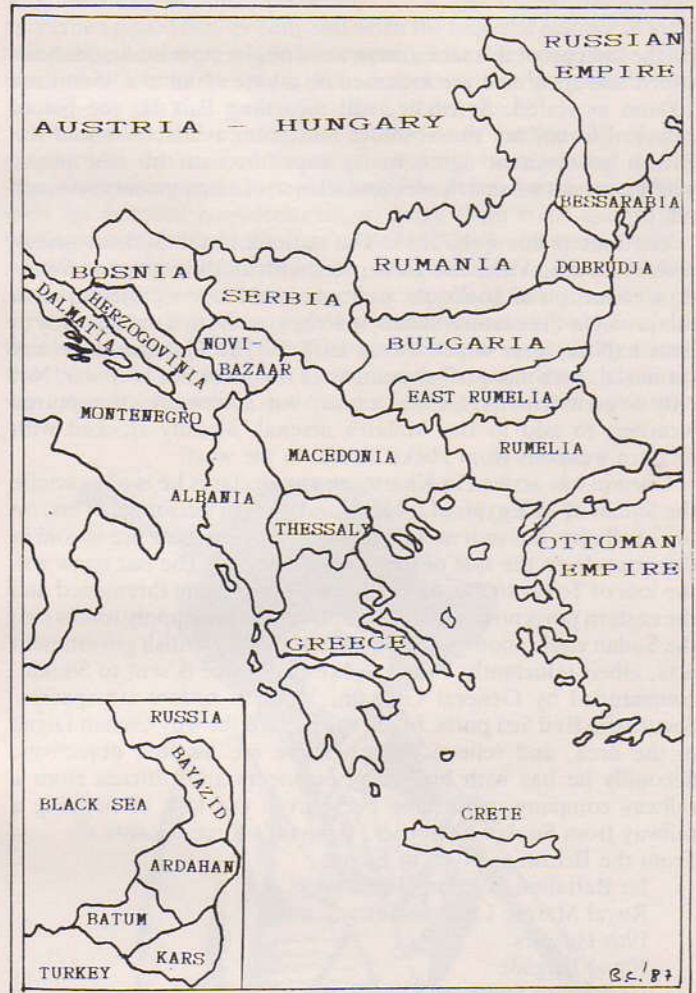 RUSSIAN
EMPIRE
AUSTRIA - HUNGARY
BESSARABIA
BOSNIA
RUMANIA
DOBRUDJA
SERBIA
DALMATIA
HERZOGOVINIA
NOVI-
BAZAAR
BULGARIA
EAST RUMELIA
MONTENEGRO
MACEDONIA
RUMELIA
ALBANIA
THESSALY
OTTOMAN
EMPIRE
GREECE
CRETE
RUSSIA
BAYAZID
BLACK SEA
ARDAHAN
BATUM
KARS
TURKEY
B.C.'87